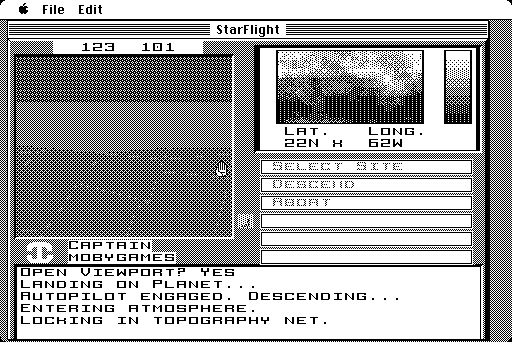 File Edit
StarFlight
123 101
LAT. LONG.
22N x 62W
SELECT SITE
DESCEND
ABORT
CAPTAIN
MOBYGAMES
OPEN VIEWPORT? YES
LANDING ON PLANET...
AUTOPILOT ENGAGED. DESCENDING...
ENTERING ATMOSPHERE.
LOCKING IN TOPOGRAPHY NET.